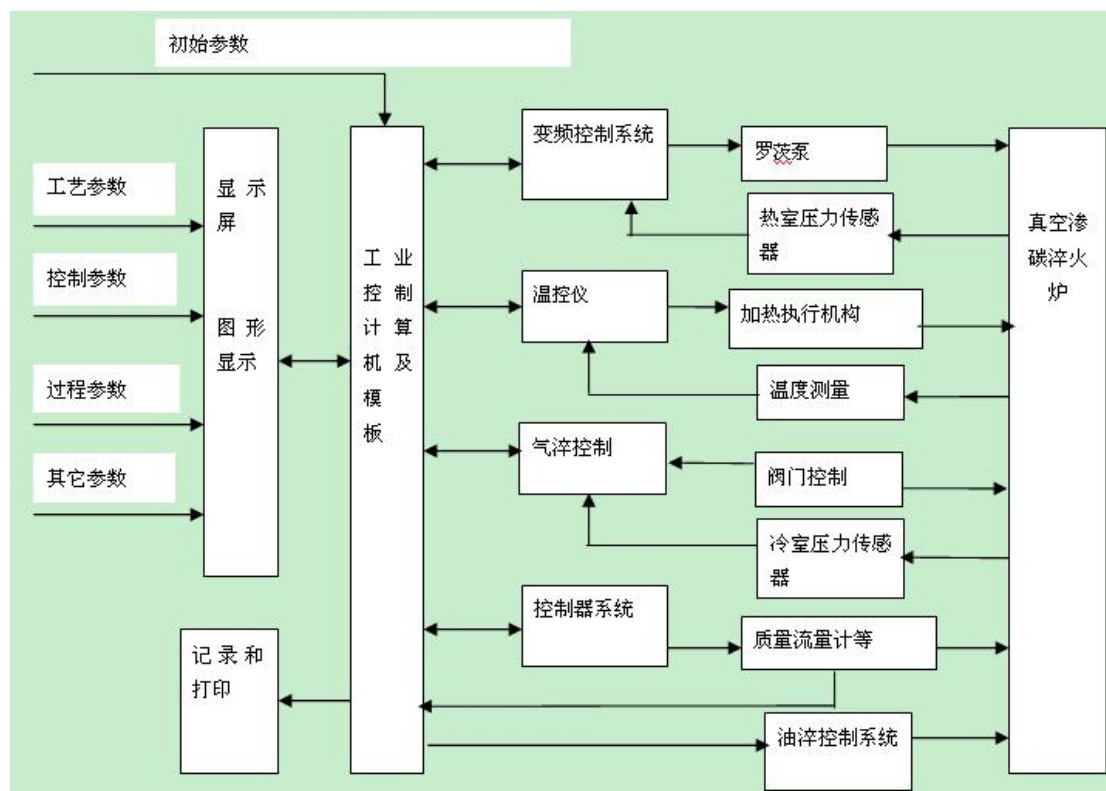 初始参数
工艺参数
控制参数
过程参数
其它参数
显 示
屏
图 形
显示
记 录 和
打印
工 业
控 制
计 算
机 及
模
板
变频控制系统
罗茨泵
热室压力传感
器
温控仪
加热执行机构
温度测量
气淬控制
阀门控制
冷室压力传感
器
控制器系统
质量流量计等
油淬控制系统
真空渗
碳淬火
炉